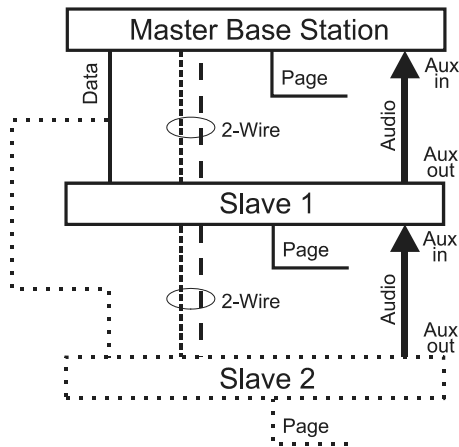 Master Base Station
Data
Page
Aux
in
2-Wire
Audio
Aux
out
Slave 1
Page
Aux
in
2-Wire
Audio
Aux
out
Slave 2
Page